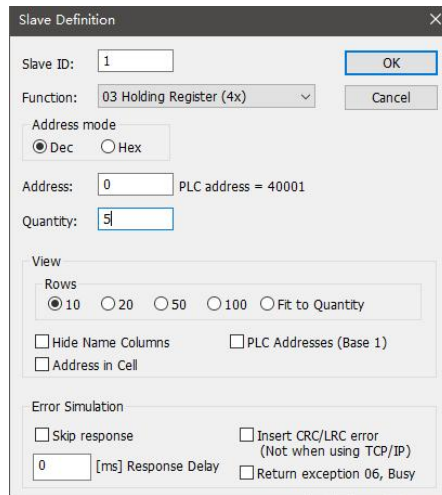 Slave Definition
Slave ID: 1 OK
Function: 03 Holding Register (4x) Cancel
Address mode
Dec Hex
Address: 0 PLC address = 40001
Quantity: 5
View
Rows
10 20 50 100 Fit to Quantity
Hide Name Columns PLC Addresses (Base 1)
Address in Cell
Error Simulation
Skip response Insert CRC/LRC error
(Not when using TCP/IP)
0 [ms] Response Delay
Return exception 06, Busy